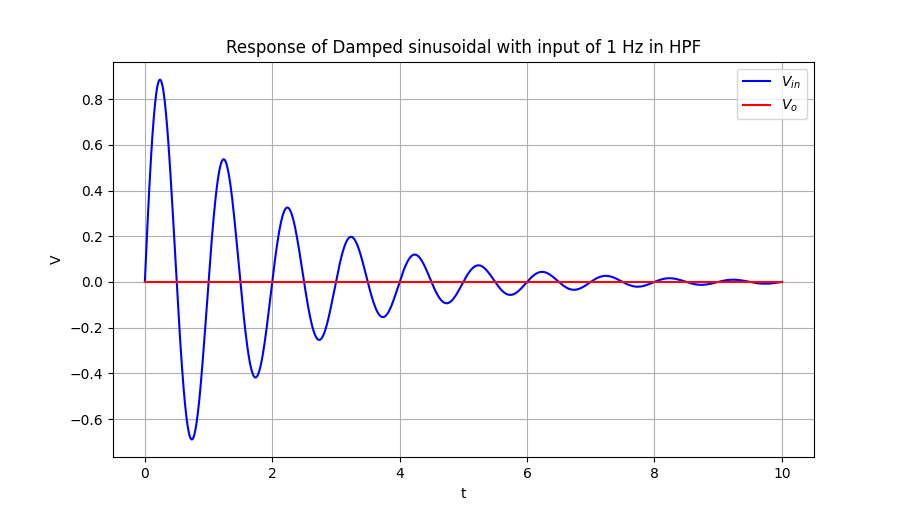 Response of Damped sinusoidal with input of 1 Hz in HPF
V_in
V_o
0.8
0.6
0.4
0.2
0.0
−0.2
−0.4
−0.6
V
0 2 4 6 8 10
t